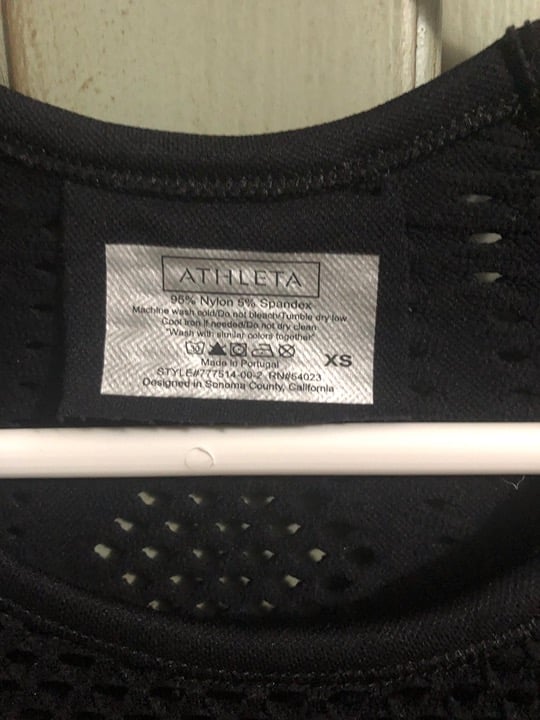 ATHLETA
95% Nylon 5% Spandex
Machine wash cold/Do not bleach/Tumble dry low
Cool iron if needed/Do not dry clean
"Wash with similar colors together"
XS
Made in Portugal
STYLE#777514-00-2 RN#54023
Designed in Sonoma County, California